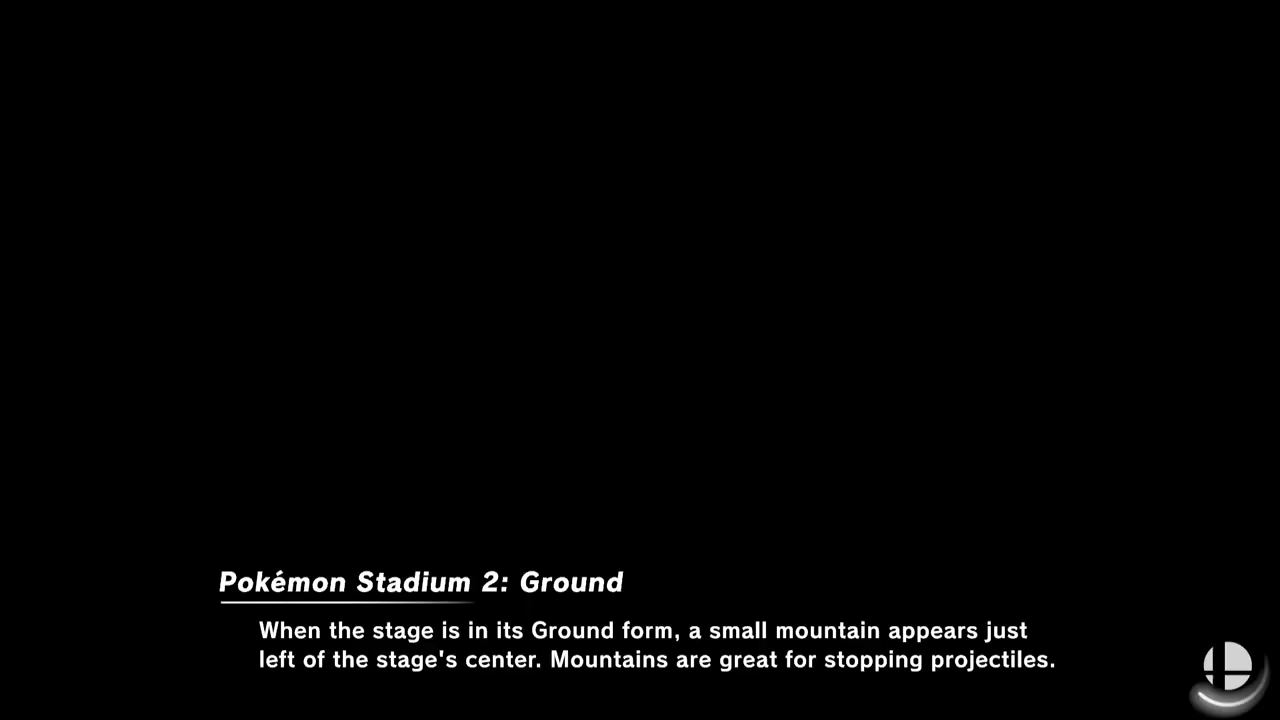 Pokémon Stadium 2: Ground
When the stage is in its Ground form, a small mountain appears just
left of the stage's center. Mountains are great for stopping projectiles.